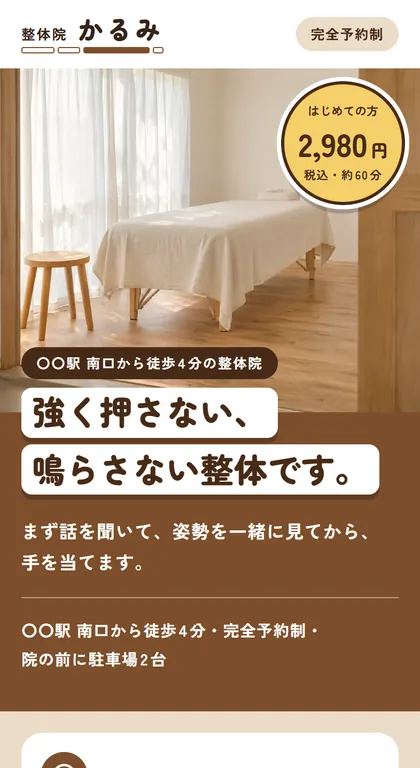 整体院 かるみ
完全予約制
はじめての方
2,980円
税込・約60分
〇〇駅 南口から徒歩4分の整体院
強く押さない、
鳴らさない整体です。
まず話を聞いて、姿勢を一緒に見てから、
手を当てます。
〇〇駅 南口から徒歩4分・完全予約制・
院の前に駐車場2台